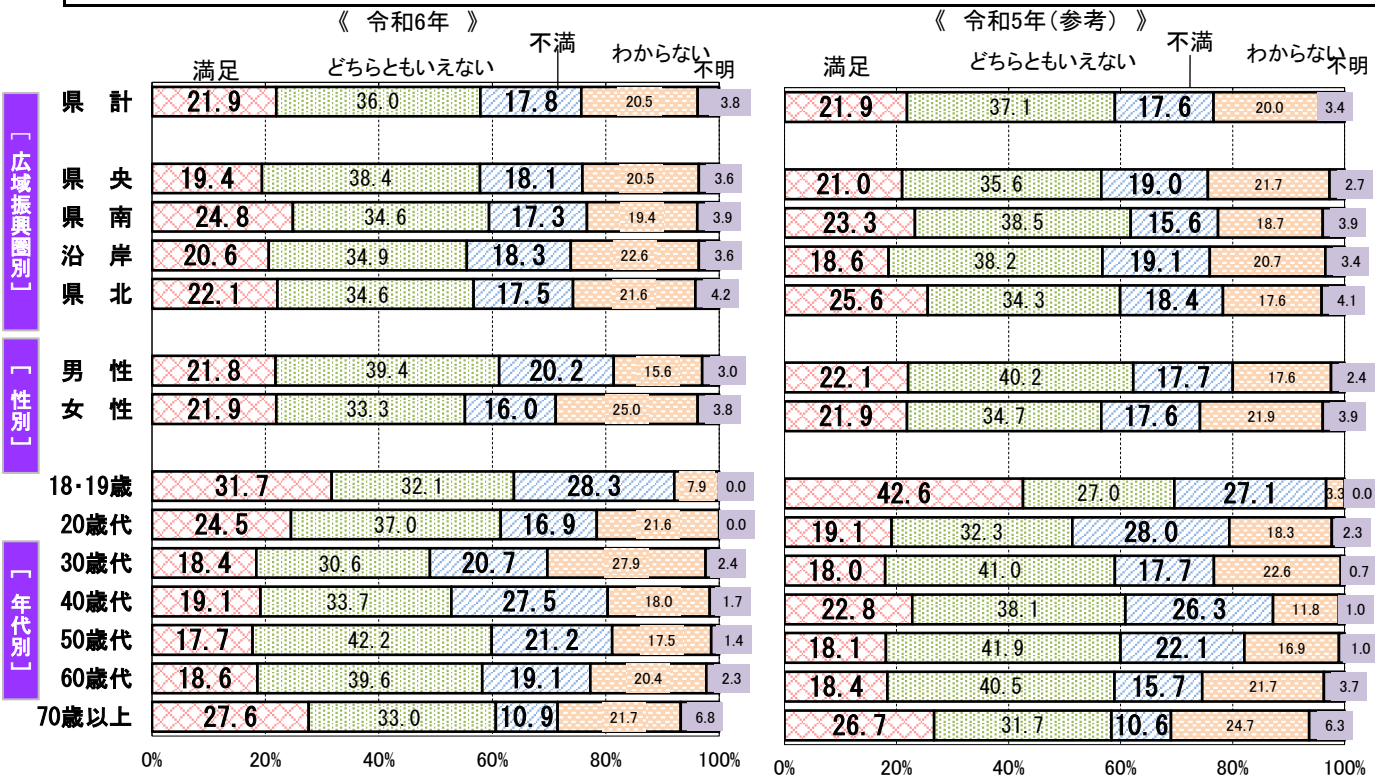 《 令和6年 》
満足 どちらともいえない 不満 わからない 不明
県 計 21.9 36.0 17.8 20.5 3.8
[広域振興圏別]
県 央 19.4 38.4 18.1 20.5 3.6
県 南 24.8 34.6 17.3 19.4 3.9
沿 岸 20.6 34.9 18.3 22.6 3.6
県 北 22.1 34.6 17.5 21.6 4.2
[性別]
男 性 21.8 39.4 20.2 15.6 3.0
女 性 21.9 33.3 16.0 25.0 3.8
[年代別]
18・19歳 31.7 32.1 28.3 7.9 0.0
20歳代 24.5 37.0 16.9 21.6 0.0
30歳代 18.4 30.6 20.7 27.9 2.4
40歳代 19.1 33.7 27.5 18.0 1.7
50歳代 17.7 42.2 21.2 17.5 1.4
60歳代 18.6 39.6 19.1 20.4 2.3
70歳以上 27.6 33.0 10.9 21.7 6.8
0% 20% 40% 60% 80% 100%
《 令和5年(参考) 》
満足 どちらともいえない 不満 わからない 不明
21.9 37.1 17.6 20.0 3.4
21.0 35.6 19.0 21.7 2.7
23.3 38.5 15.6 18.7 3.9
18.6 38.2 19.1 20.7 3.4
25.6 34.3 18.4 17.6 4.1
22.1 40.2 17.7 17.6 2.4
21.9 34.7 17.6 21.9 3.9
42.6 27.0 27.1 3.3 0.0
19.1 32.3 28.0 18.3 2.3
18.0 41.0 17.7 22.6 0.7
22.8 38.1 26.3 11.8 1.0
18.1 41.9 22.1 16.9 1.0
18.4 40.5 15.7 21.7 3.7
26.7 31.7 10.6 24.7 6.3
0% 20% 40% 60% 80% 100%